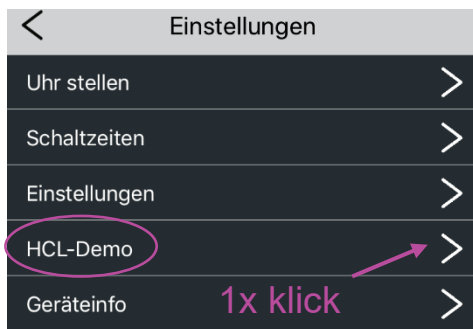 Einstellungen
Uhr stellen
Schaltzeiten
Einstellungen
HCL-Demo
Geräteinfo 1x klick